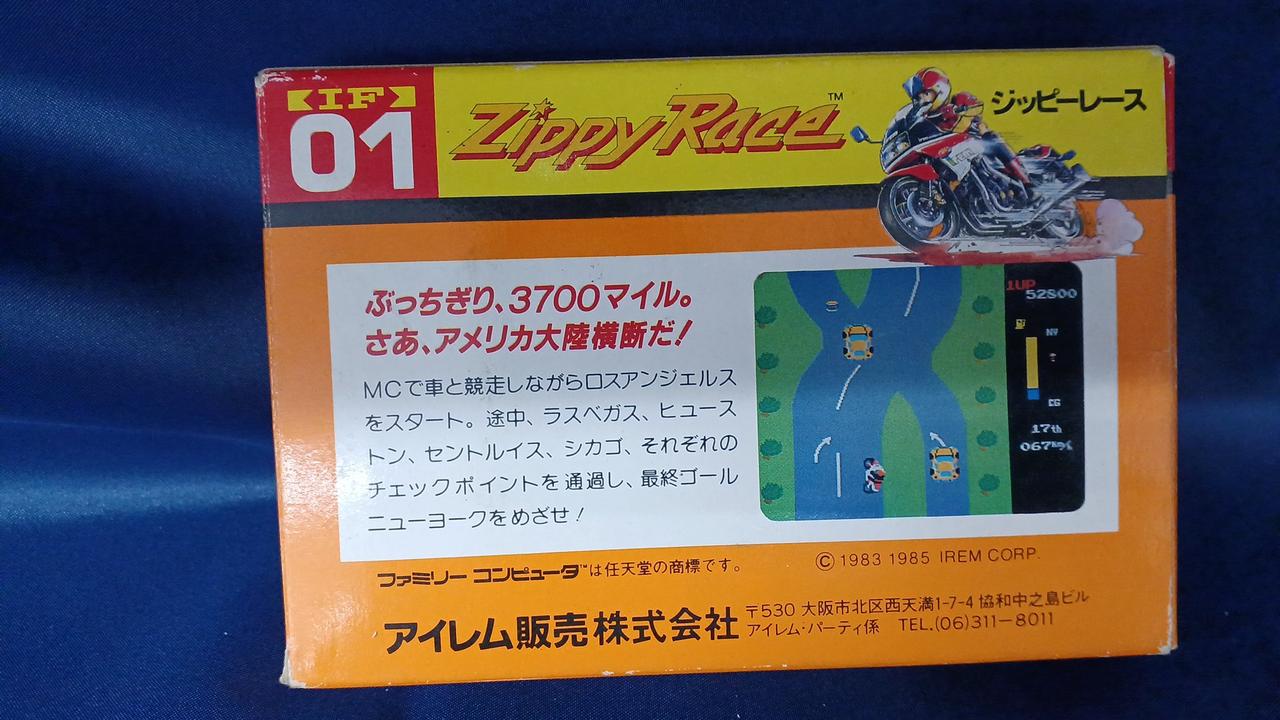 IF
01
Zippy Race™
ジッピーレース
ぶっちぎり、3700マイル。
さあ、アメリカ大陸横断だ！
MCで車と競走しながらロスアンジェルス
をスタート。途中、ラスベガス、ヒュース
トン、セントルイス、シカゴ、それぞれの
チェックポイントを通過し、最終ゴール
ニューヨークをめざせ！
1UP
52800
NY
CG
17th
067
ファミリーコンピュータ™は任天堂の商標です。
© 1983 1985 IREM CORP.
アイレム販売株式会社
〒530 大阪市北区西天満1-7-4 協和中之島ビル
アイレム・パーティ係 TEL.(06)311-8011